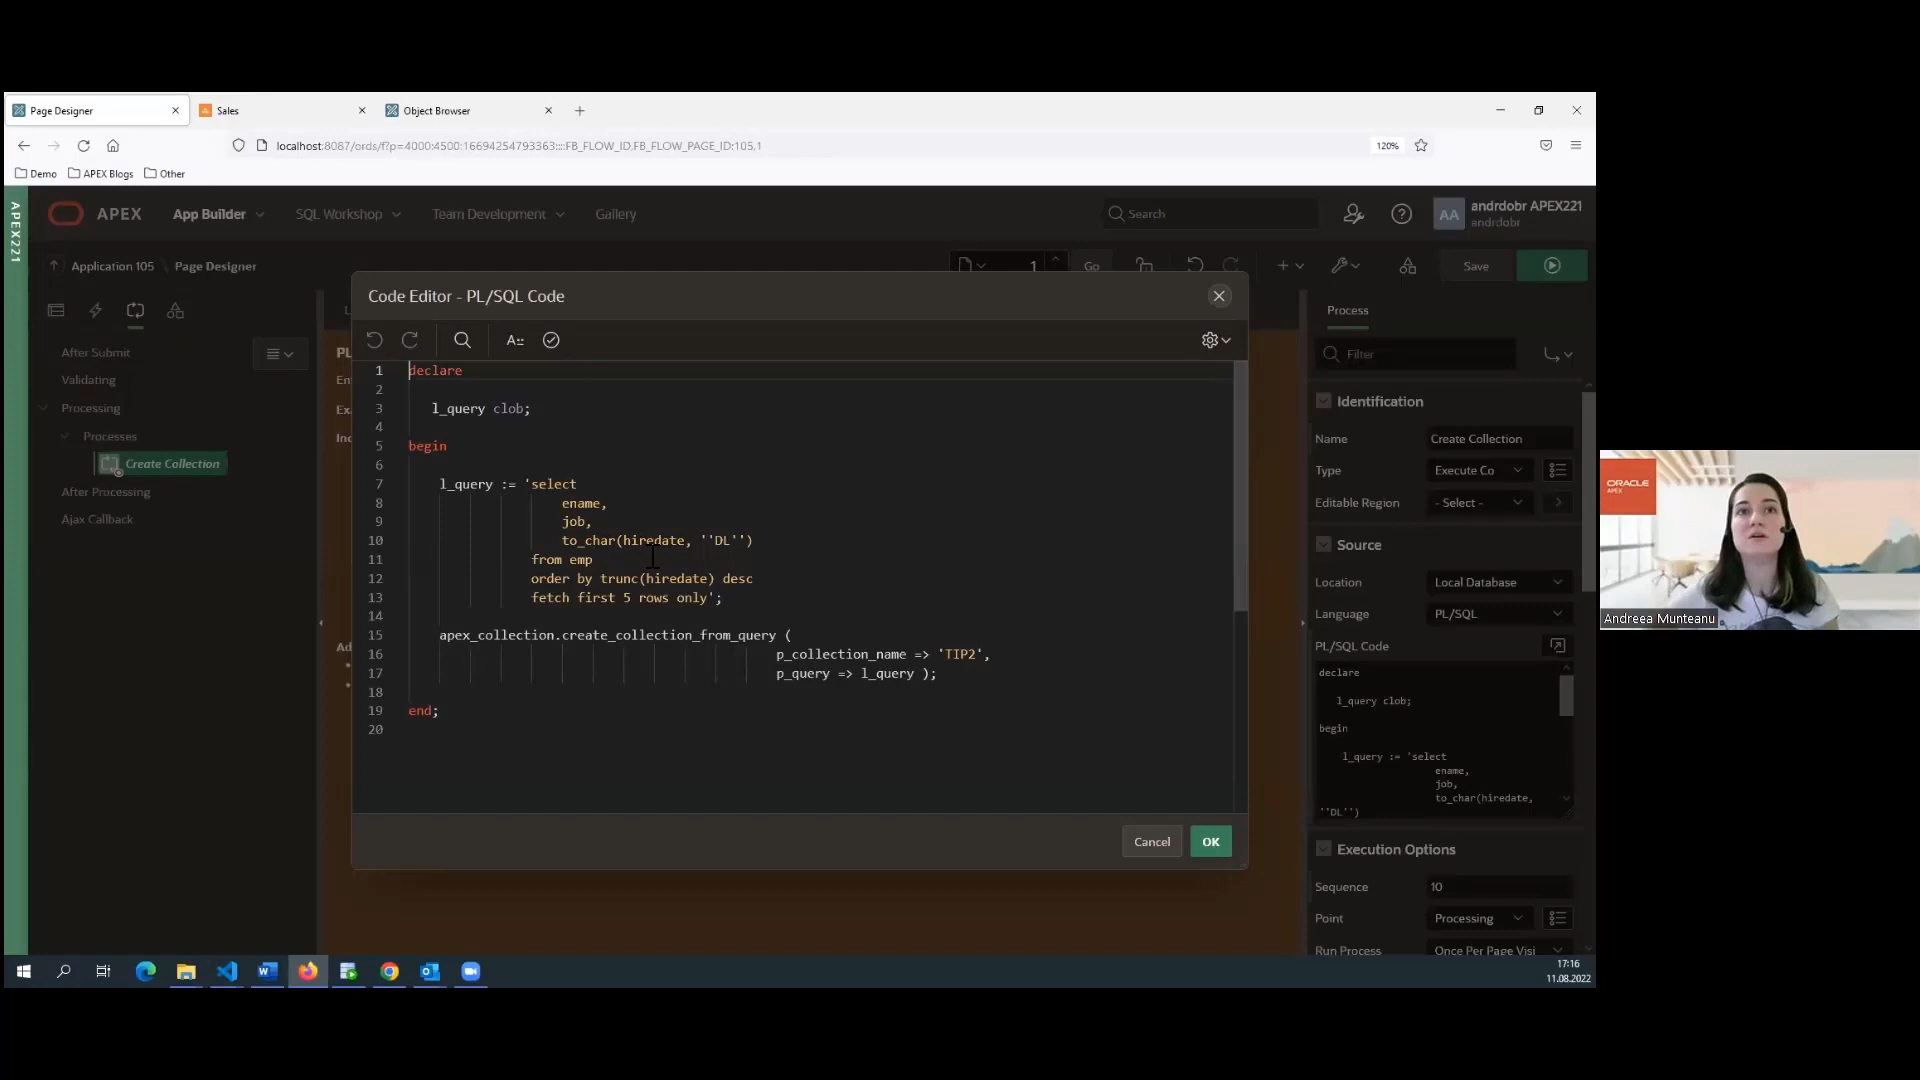 Page Designer
Sales
Object Browser
localhost:8087/ords/f?p=4000:4500:16694254793363::::FB_FLOW_ID,FB_FLOW_PAGE_ID:105,1
120%
Demo
APEX Blogs
Other
APEX221
APEX
App Builder
SQL Workshop
Team Development
Gallery
Search
AA
andrdobr APEX221
andrdobr
Application 105
Page Designer
1
Go
Save
After Submit
Validating
Processing
Processes
Create Collection
After Processing
Ajax Callback
Code Editor - PL/SQL Code
1 declare
2
3 l_query clob;
4
5 begin
6
7 l_query := 'select
8 ename,
9 job,
10 to_char(hiredate, ''DL'')
11 from emp
12 order by trunc(hiredate) desc
13 fetch first 5 rows only';
14
15 apex_collection.create_collection_from_query (
16 p_collection_name => 'TIP2',
17 p_query => l_query );
18
19 end;
20
Cancel
OK
Process
Filter
Identification
Name Create Collection
Type Execute Co
Editable Region - Select -
Source
Location Local Database
Language PL/SQL
PL/SQL Code
declare
l_query clob;
begin
l_query := 'select
ename,
job,
to_char(hiredate,
''DL'')
Execution Options
Sequence 10
Point Processing
Run Process Once Per Page Visi
17:16
11.08.2022
ORACLE
APEX
Andreea Munteanu